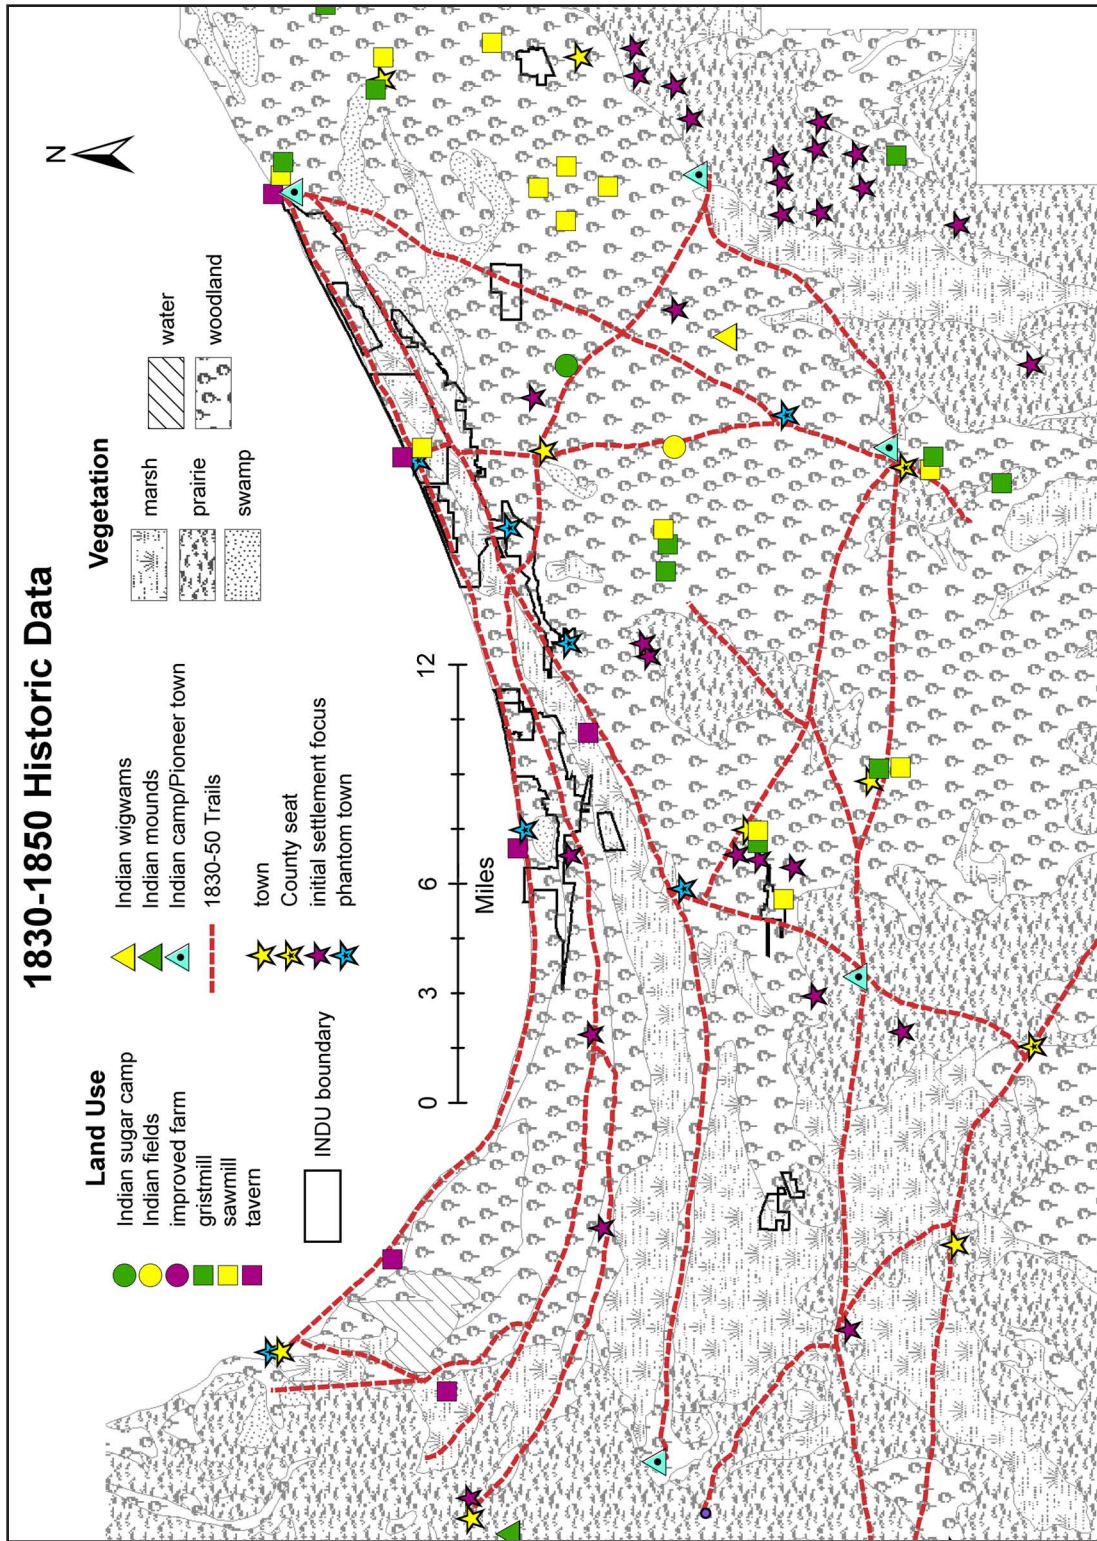 1830-1850 Historic Data
Land Use
Indian sugar camp
Indian fields
improved farm
gristmill
sawmill
tavern
INDU boundary
Indian wigwams
Indian mounds
Indian camp/Pioneer town
1830-50 Trails
town
County seat
initial settlement focus
phantom town
Vegetation
marsh
prairie
swamp
water
woodland
N
0
3
6
12
Miles